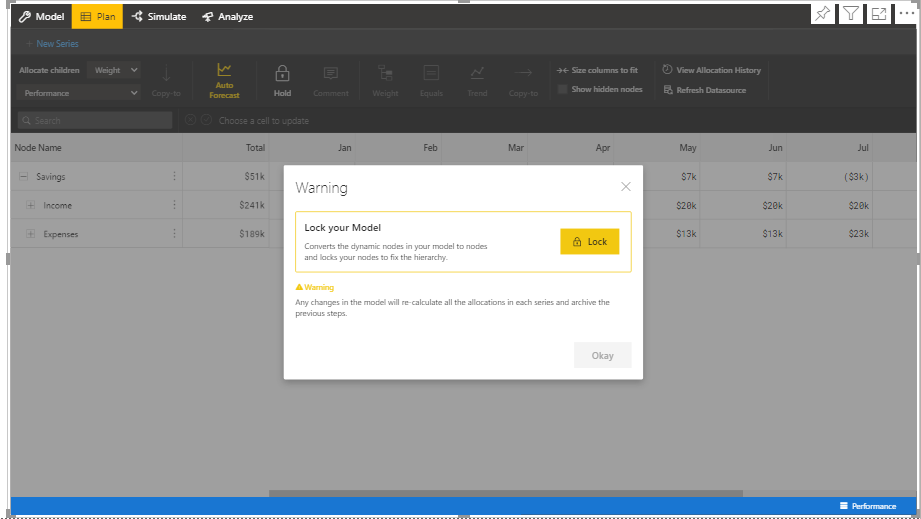 Model Plan Simulate Analyze
+ New Series
Allocate children Weight
Performance
Copy-to
Auto
Forecast
Hold
Comment
Weight
Equals
Trend
Copy-to
Size columns to fit
Show hidden nodes
View Allocation History
Refresh Datasource
Search
Choose a cell to update
Node Name Total Jan Feb Mar Apr May Jun Jul
Savings $51k $7k $7k ($3k)
Income $241k $20k $20k $20k
Expenses $189k $13k $13k $23k
Warning
Lock your Model
Converts the dynamic nodes in your model to nodes
and locks your nodes to fix the hierarchy.
Lock
Warning
Any changes in the model will re-calculate all the allocations in each series and archive the
previous steps.
Okay
Performance